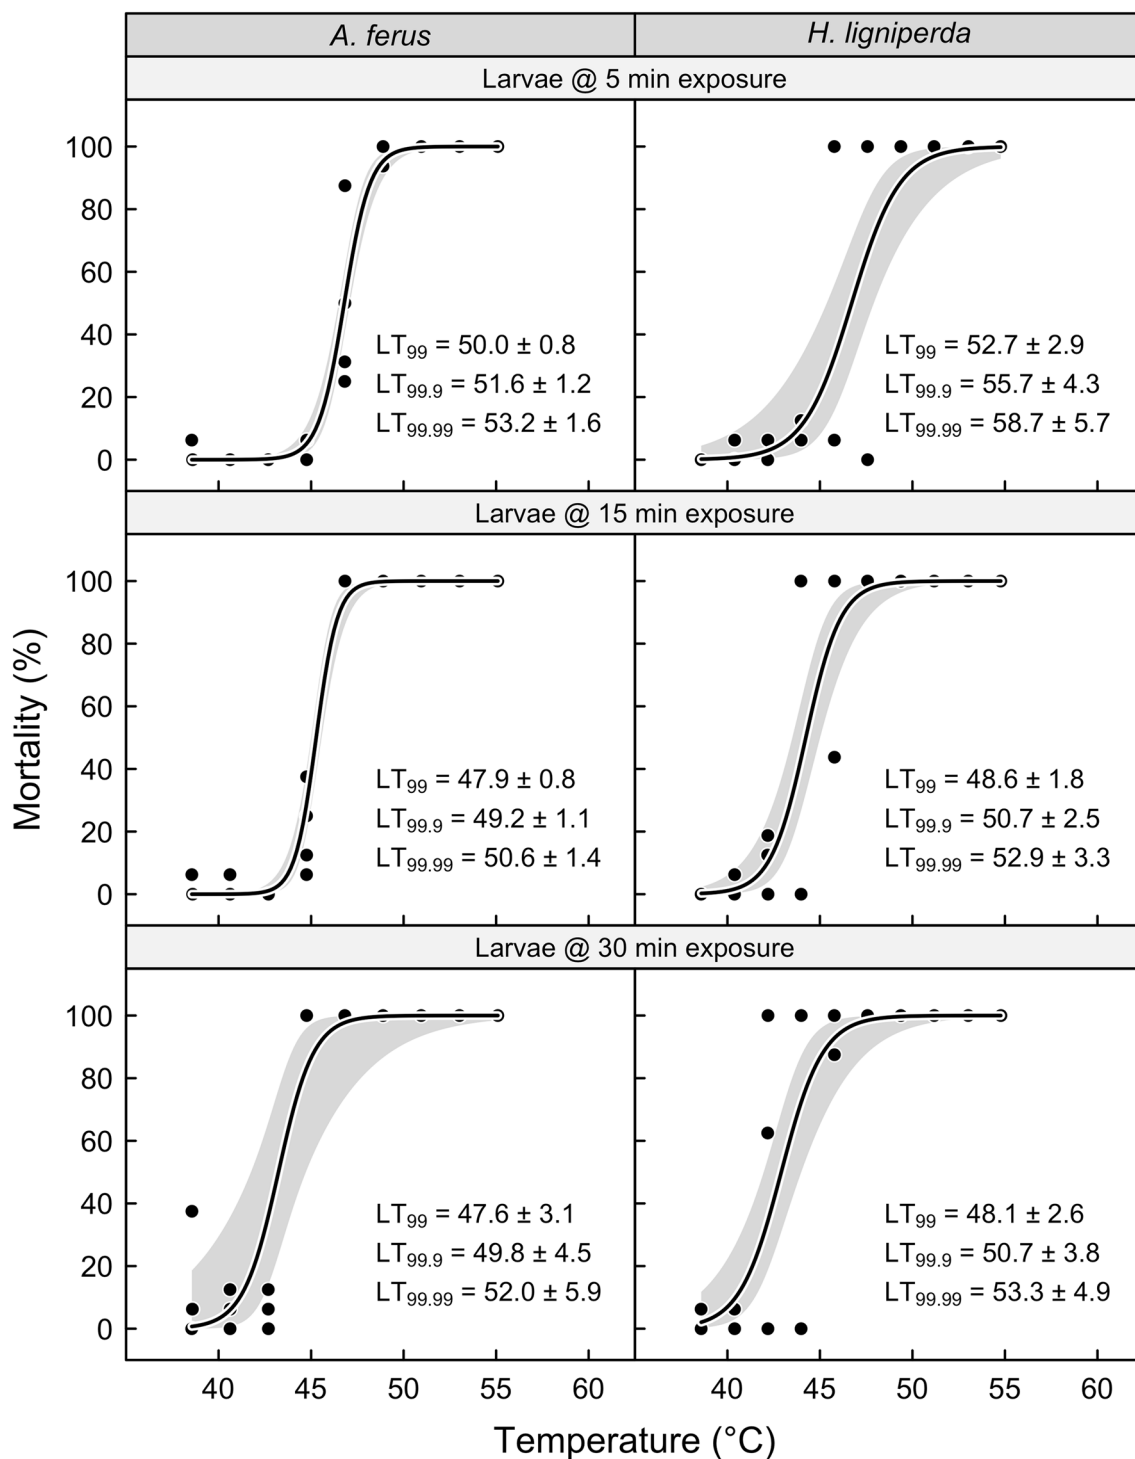 A. ferus
H. ligniperda
Larvae @ 5 min exposure
100
80
60
40
20
0
LT99 = 50.0 ± 0.8
LT99.9 = 51.6 ± 1.2
LT99.99 = 53.2 ± 1.6
LT99 = 52.7 ± 2.9
LT99.9 = 55.7 ± 4.3
LT99.99 = 58.7 ± 5.7
Larvae @ 15 min exposure
Mortality (%)
100
80
60
40
20
0
LT99 = 47.9 ± 0.8
LT99.9 = 49.2 ± 1.1
LT99.99 = 50.6 ± 1.4
LT99 = 48.6 ± 1.8
LT99.9 = 50.7 ± 2.5
LT99.99 = 52.9 ± 3.3
Larvae @ 30 min exposure
100
80
60
40
20
0
LT99 = 47.6 ± 3.1
LT99.9 = 49.8 ± 4.5
LT99.99 = 52.0 ± 5.9
LT99 = 48.1 ± 2.6
LT99.9 = 50.7 ± 3.8
LT99.99 = 53.3 ± 4.9
40 45 50 55 60
40 45 50 55 60
Temperature (°C)